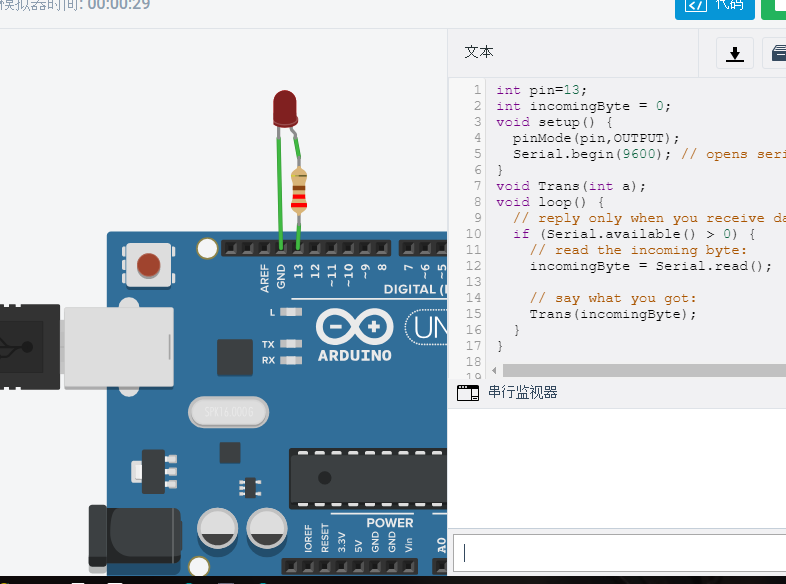 模拟器时间: 00:00:29
代码
文本
1 int pin=13;
2 int incomingByte = 0;
3 void setup() {
4 pinMode(pin,OUTPUT);
5 Serial.begin(9600); // opens seri
6 }
7 void Trans(int a);
8 void loop() {
9 // reply only when you receive da
10 if (Serial.available() > 0) {
11 // read the incoming byte:
12 incomingByte = Serial.read();
13
14 // say what you got:
15 Trans(incomingByte);
16 }
17 }
18
19
串行监视器
AREF
GND
13
12
~11
~10
~9
8
7
~6
~5
DIGITAL (
L
TX
RX
UN
ARDUINO
POWER
IOREF
RESET
3.3V
5V
GND
GND
Vin
A0